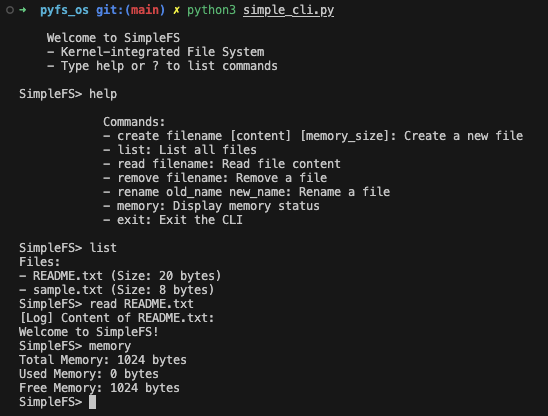 ➜ pyfs_os git:(main) ✗ python3 simple_cli.py
Welcome to SimpleFS
- Kernel-integrated File System
- Type help or ? to list commands
SimpleFS> help
Commands:
- create filename [content] [memory_size]: Create a new file
- list: List all files
- read filename: Read file content
- remove filename: Remove a file
- rename old_name new_name: Rename a file
- memory: Display memory status
- exit: Exit the CLI
SimpleFS> list
Files:
- README.txt (Size: 20 bytes)
- sample.txt (Size: 8 bytes)
SimpleFS> read README.txt
[Log] Content of README.txt:
Welcome to SimpleFS!
SimpleFS> memory
Total Memory: 1024 bytes
Used Memory: 0 bytes
Free Memory: 1024 bytes
SimpleFS>